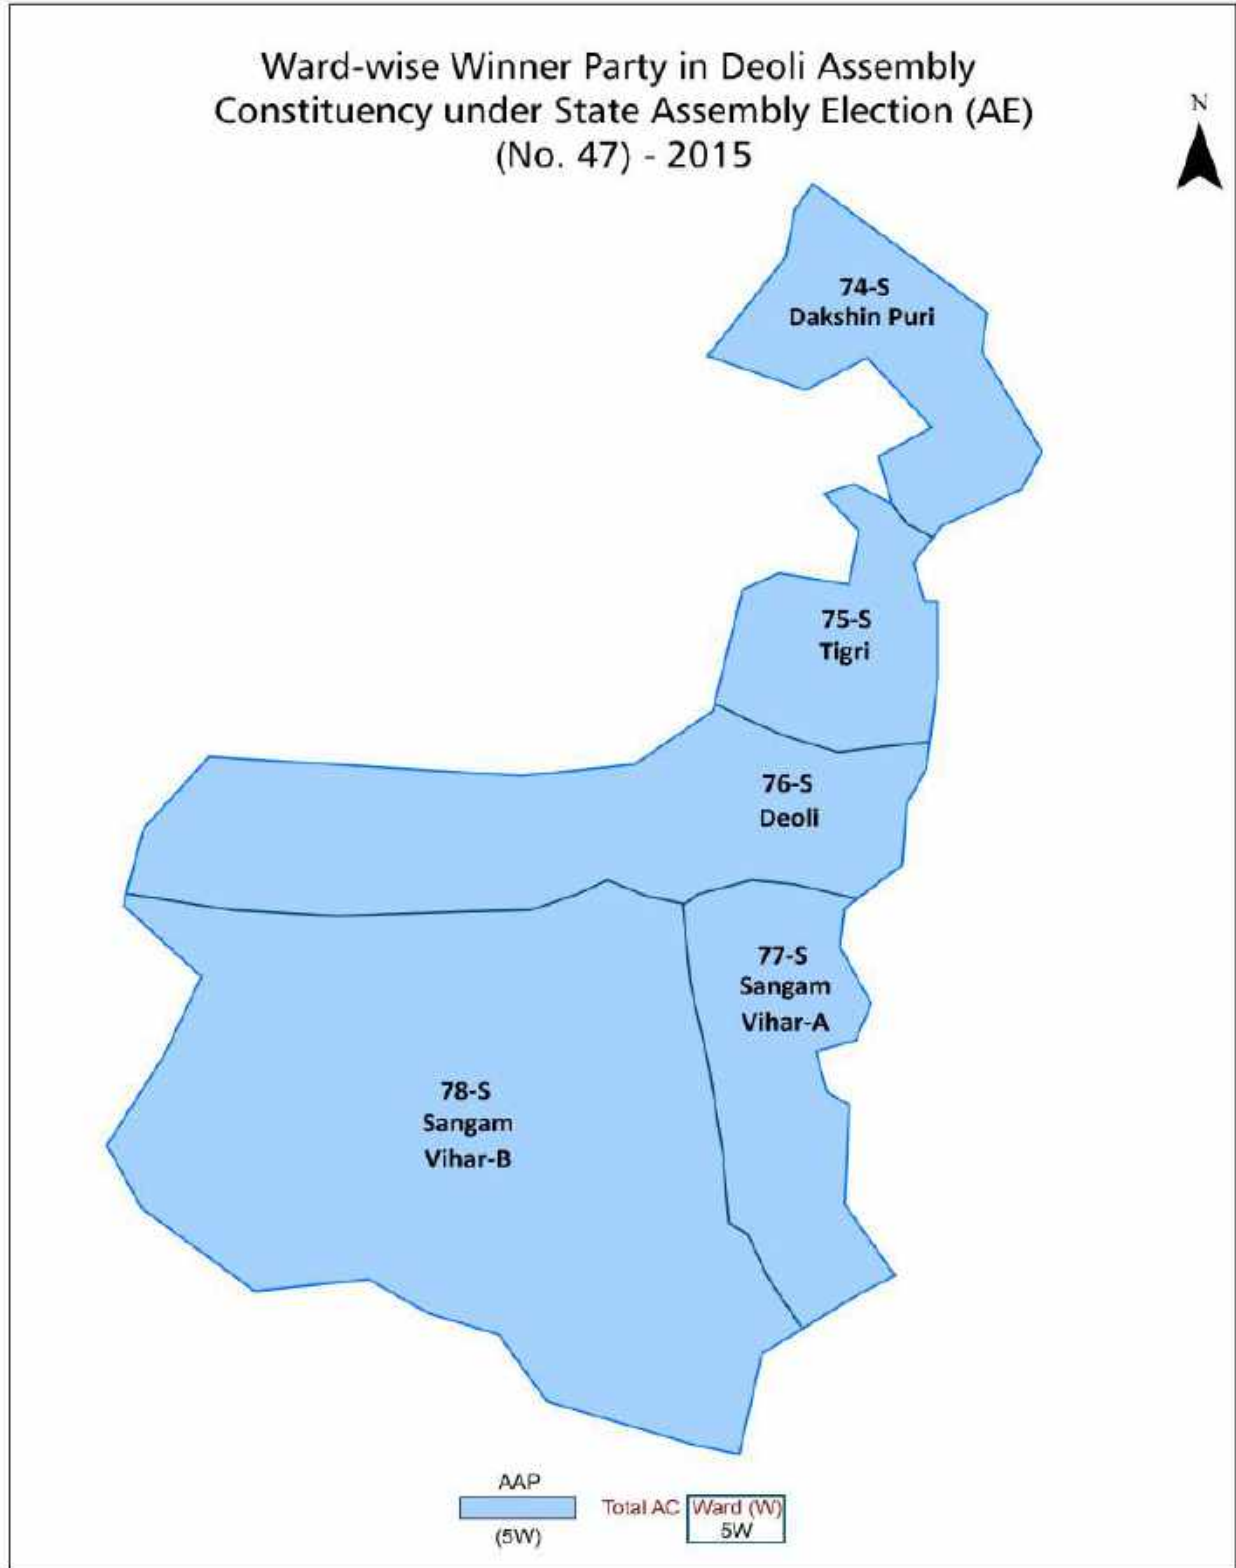 Ward-wise Winner Party in Deoli Assembly
Constituency under State Assembly Election (AE)
(No. 47) - 2015
N
74-S
Dakshin Puri
75-S
Tigri
76-S
Deoli
77-S
Sangam
Vihar-A
78-S
Sangam
Vihar-B
AAP
(5W)
Total AC
Ward (W)
5W